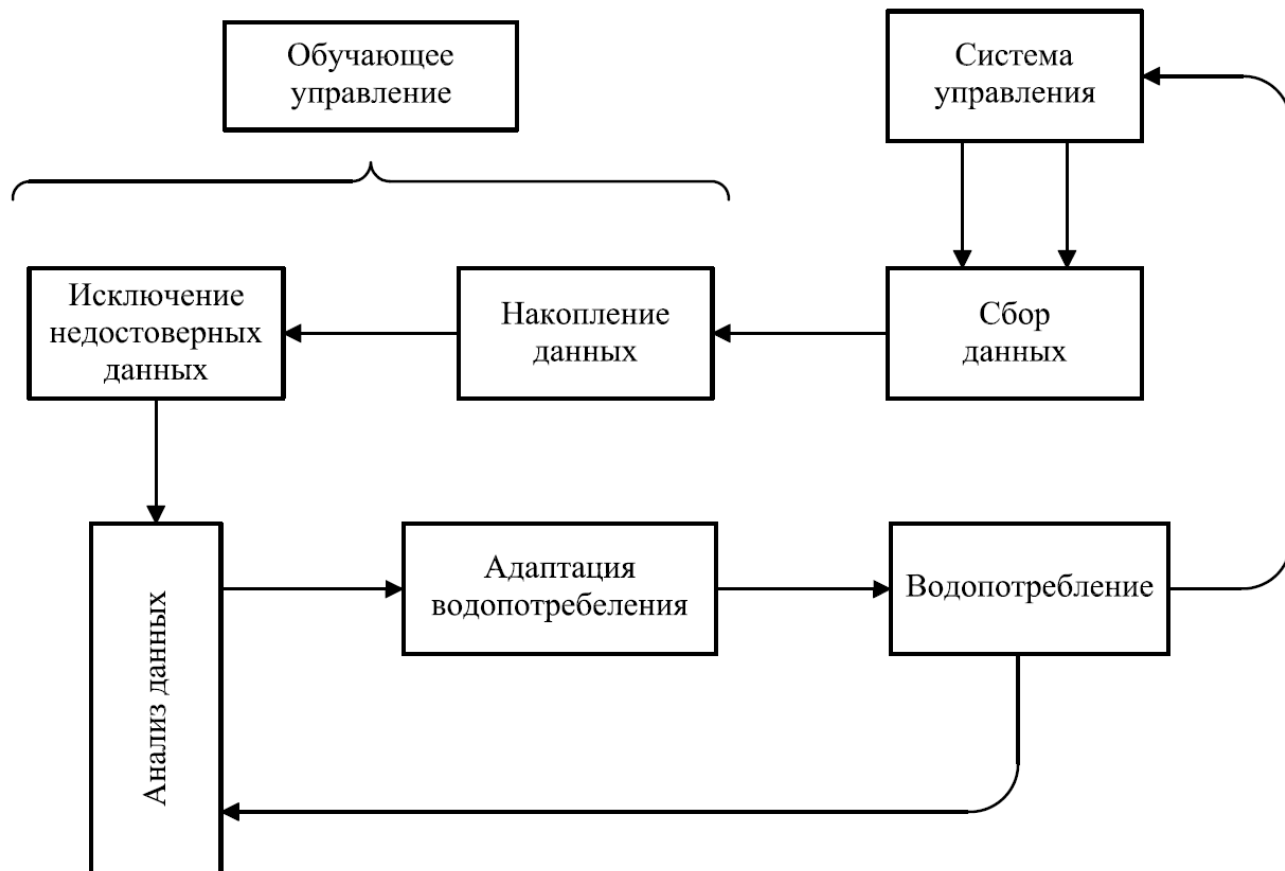 Обучающее
управление
Система
управления
Исключение
недостоверных
данных
Накопление
данных
Сбор
данных
Анализ данных
Адаптация
водопотребеления
Водопотребление